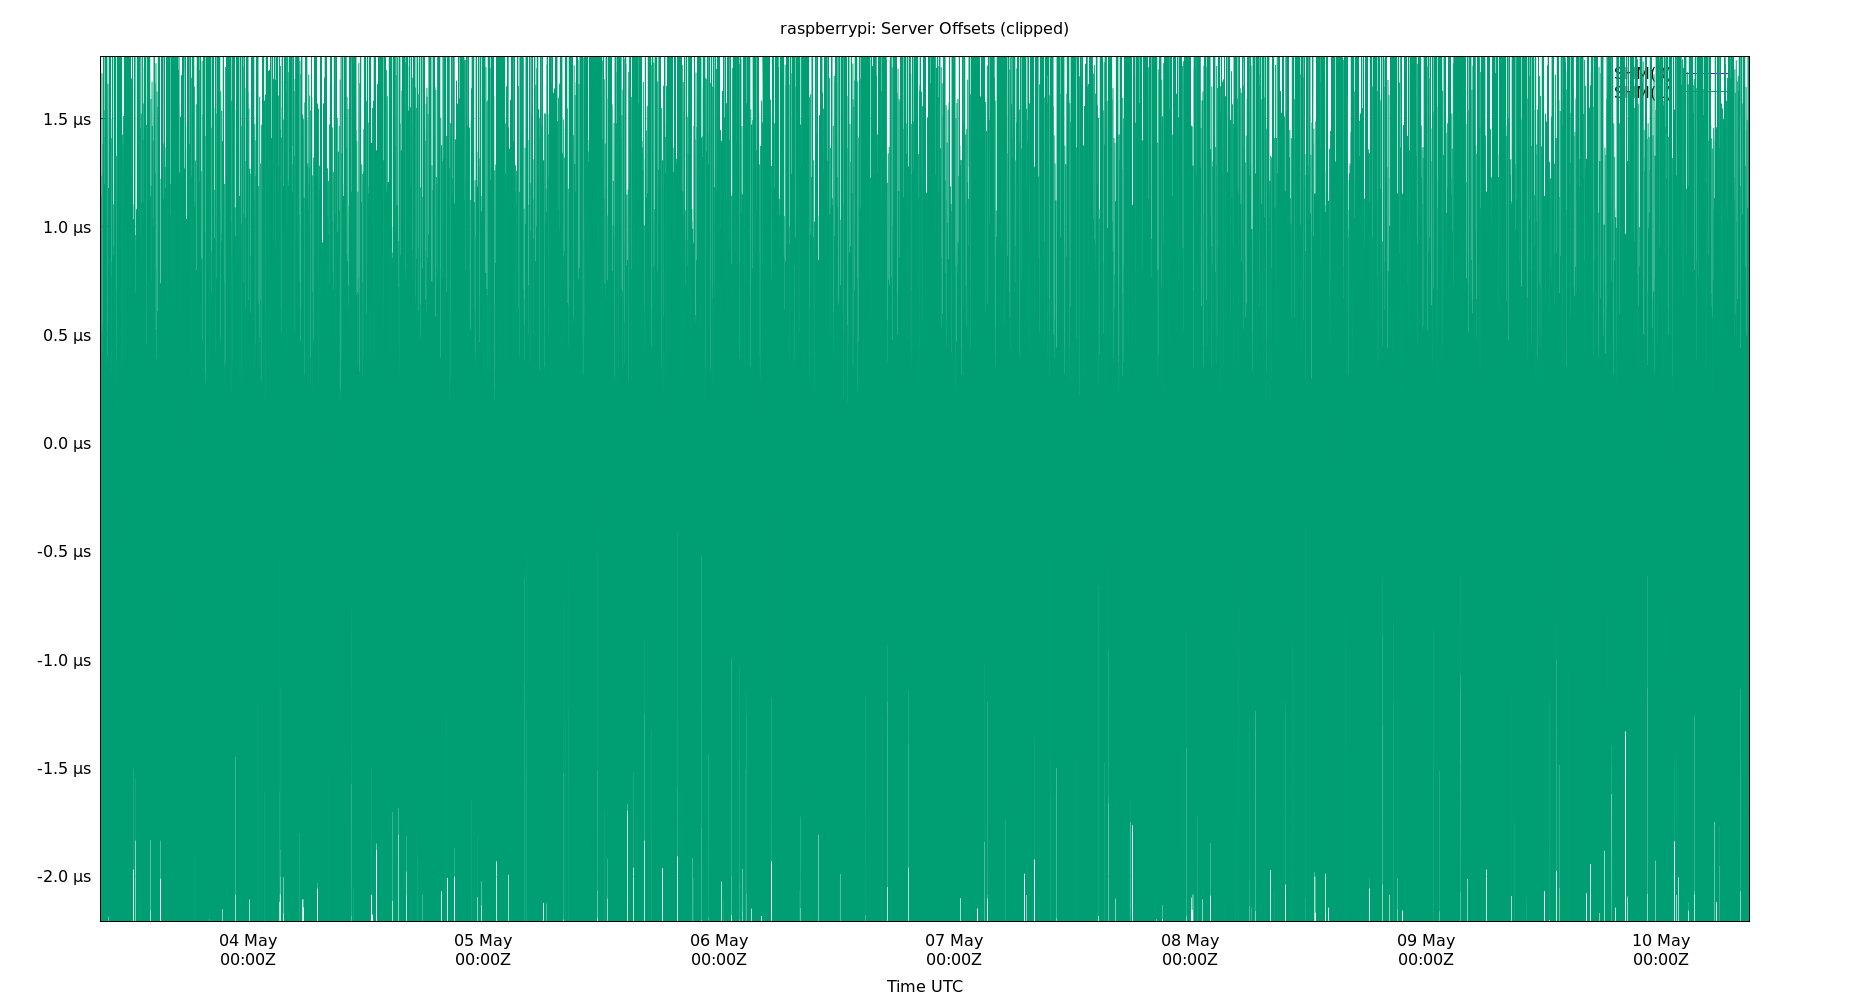 raspberrypi: Server Offsets (clipped)
1.5 µs
1.0 µs
0.5 µs
0.0 µs
-0.5 µs
-1.0 µs
-1.5 µs
-2.0 µs
04 May 05 May 06 May 07 May 08 May 09 May 10 May
00:00Z 00:00Z 00:00Z 00:00Z 00:00Z 00:00Z 00:00Z
Time UTC